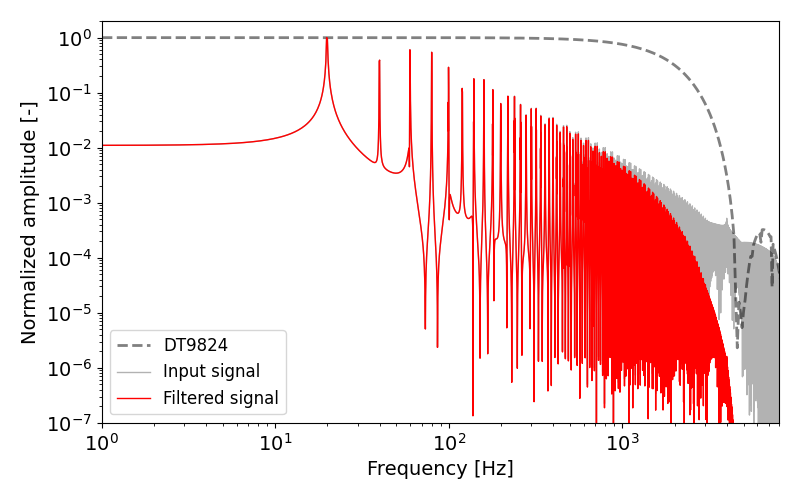 Normalized amplitude [-]
10⁰
10⁻¹
10⁻²
10⁻³
10⁻⁴
10⁻⁵
10⁻⁶
10⁻⁷
DT9824
Input signal
Filtered signal
10⁰ 10¹ 10² 10³
Frequency [Hz]